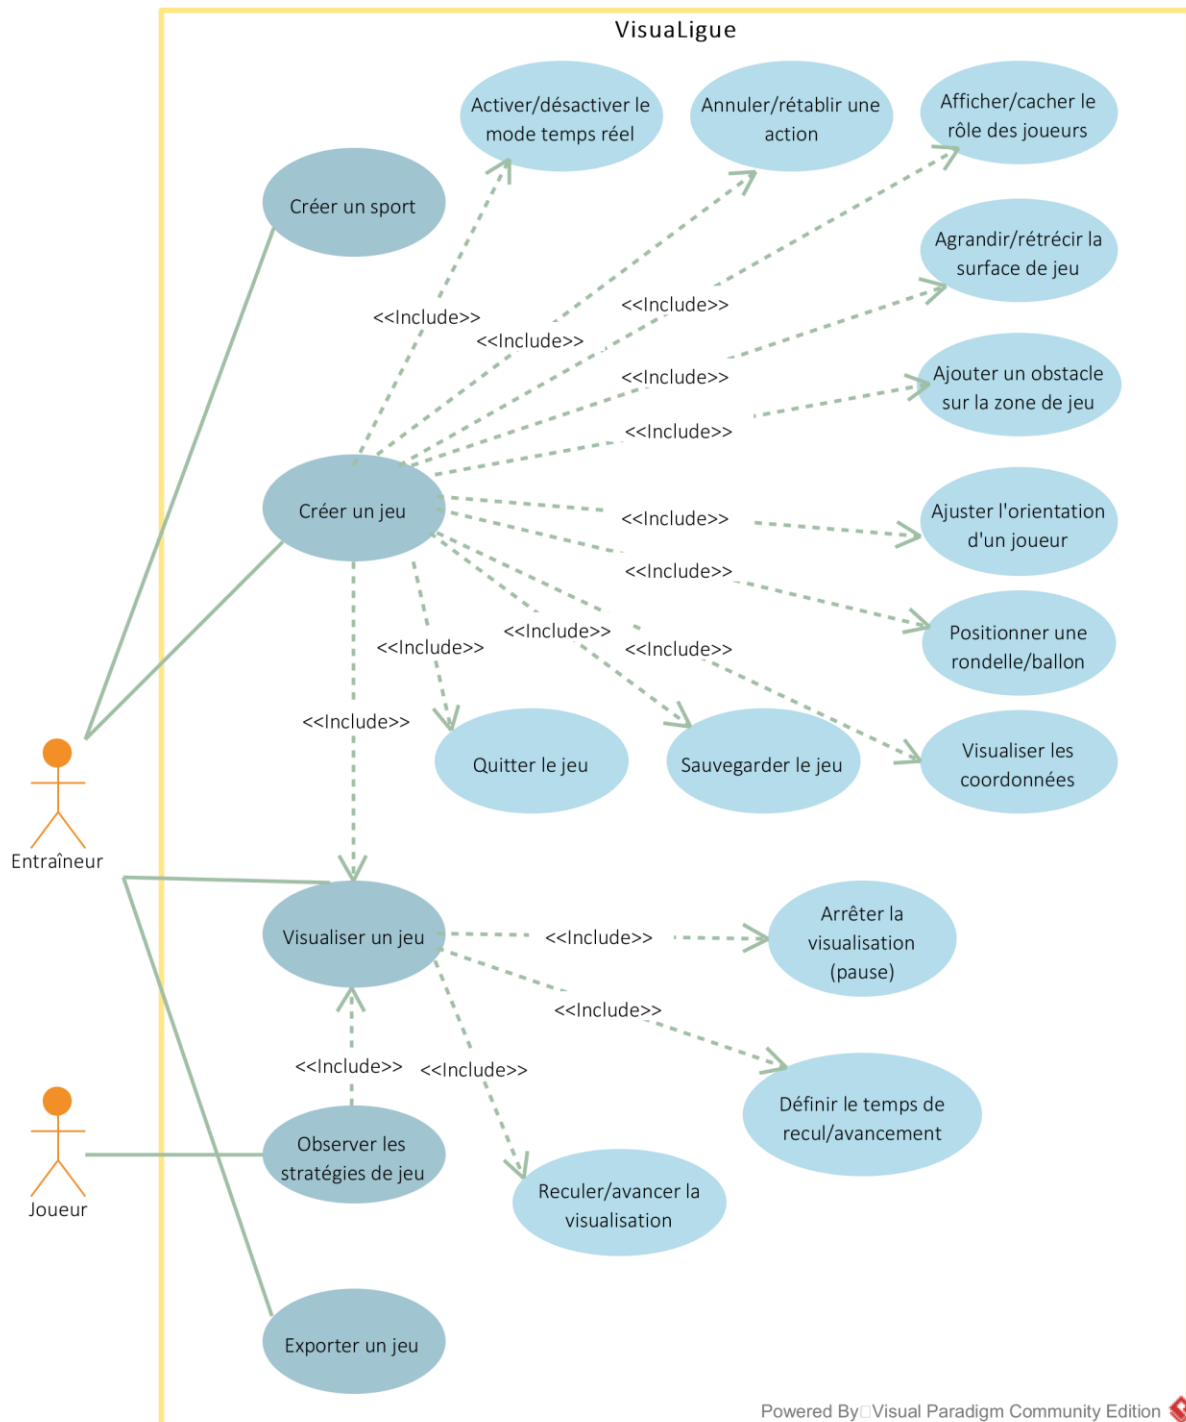 VisuaLigue
Activer/désactiver le
mode temps réel
Annuler/rétablir une
action
Afficher/cacher le
rôle des joueurs
Créer un sport
Agrandir/rétrécir la
surface de jeu
<<Include>>
<<Include>>
<<Include>>
<<Include>>
Ajouter un obstacle
sur la zone de jeu
<<Include>>
Créer un jeu
<<Include>>
Ajuster l'orientation
d'un joueur
<<Include>>
Positionner une
rondelle/ballon
<<Include>>
<<Include>>
<<Include>>
<<Include>>
Quitter le jeu
Sauvegarder le jeu
Visualiser les
coordonnées
Entraîneur
Visualiser un jeu
<<Include>>
Arrêter la
visualisation
(pause)
<<Include>>
<<Include>>
<<Include>>
Définir le temps de
recul/avancement
Observer les
stratégies de jeu
Joueur
Reculer/avancer la
visualisation
Exporter un jeu
Powered By Visual Paradigm Community Edition